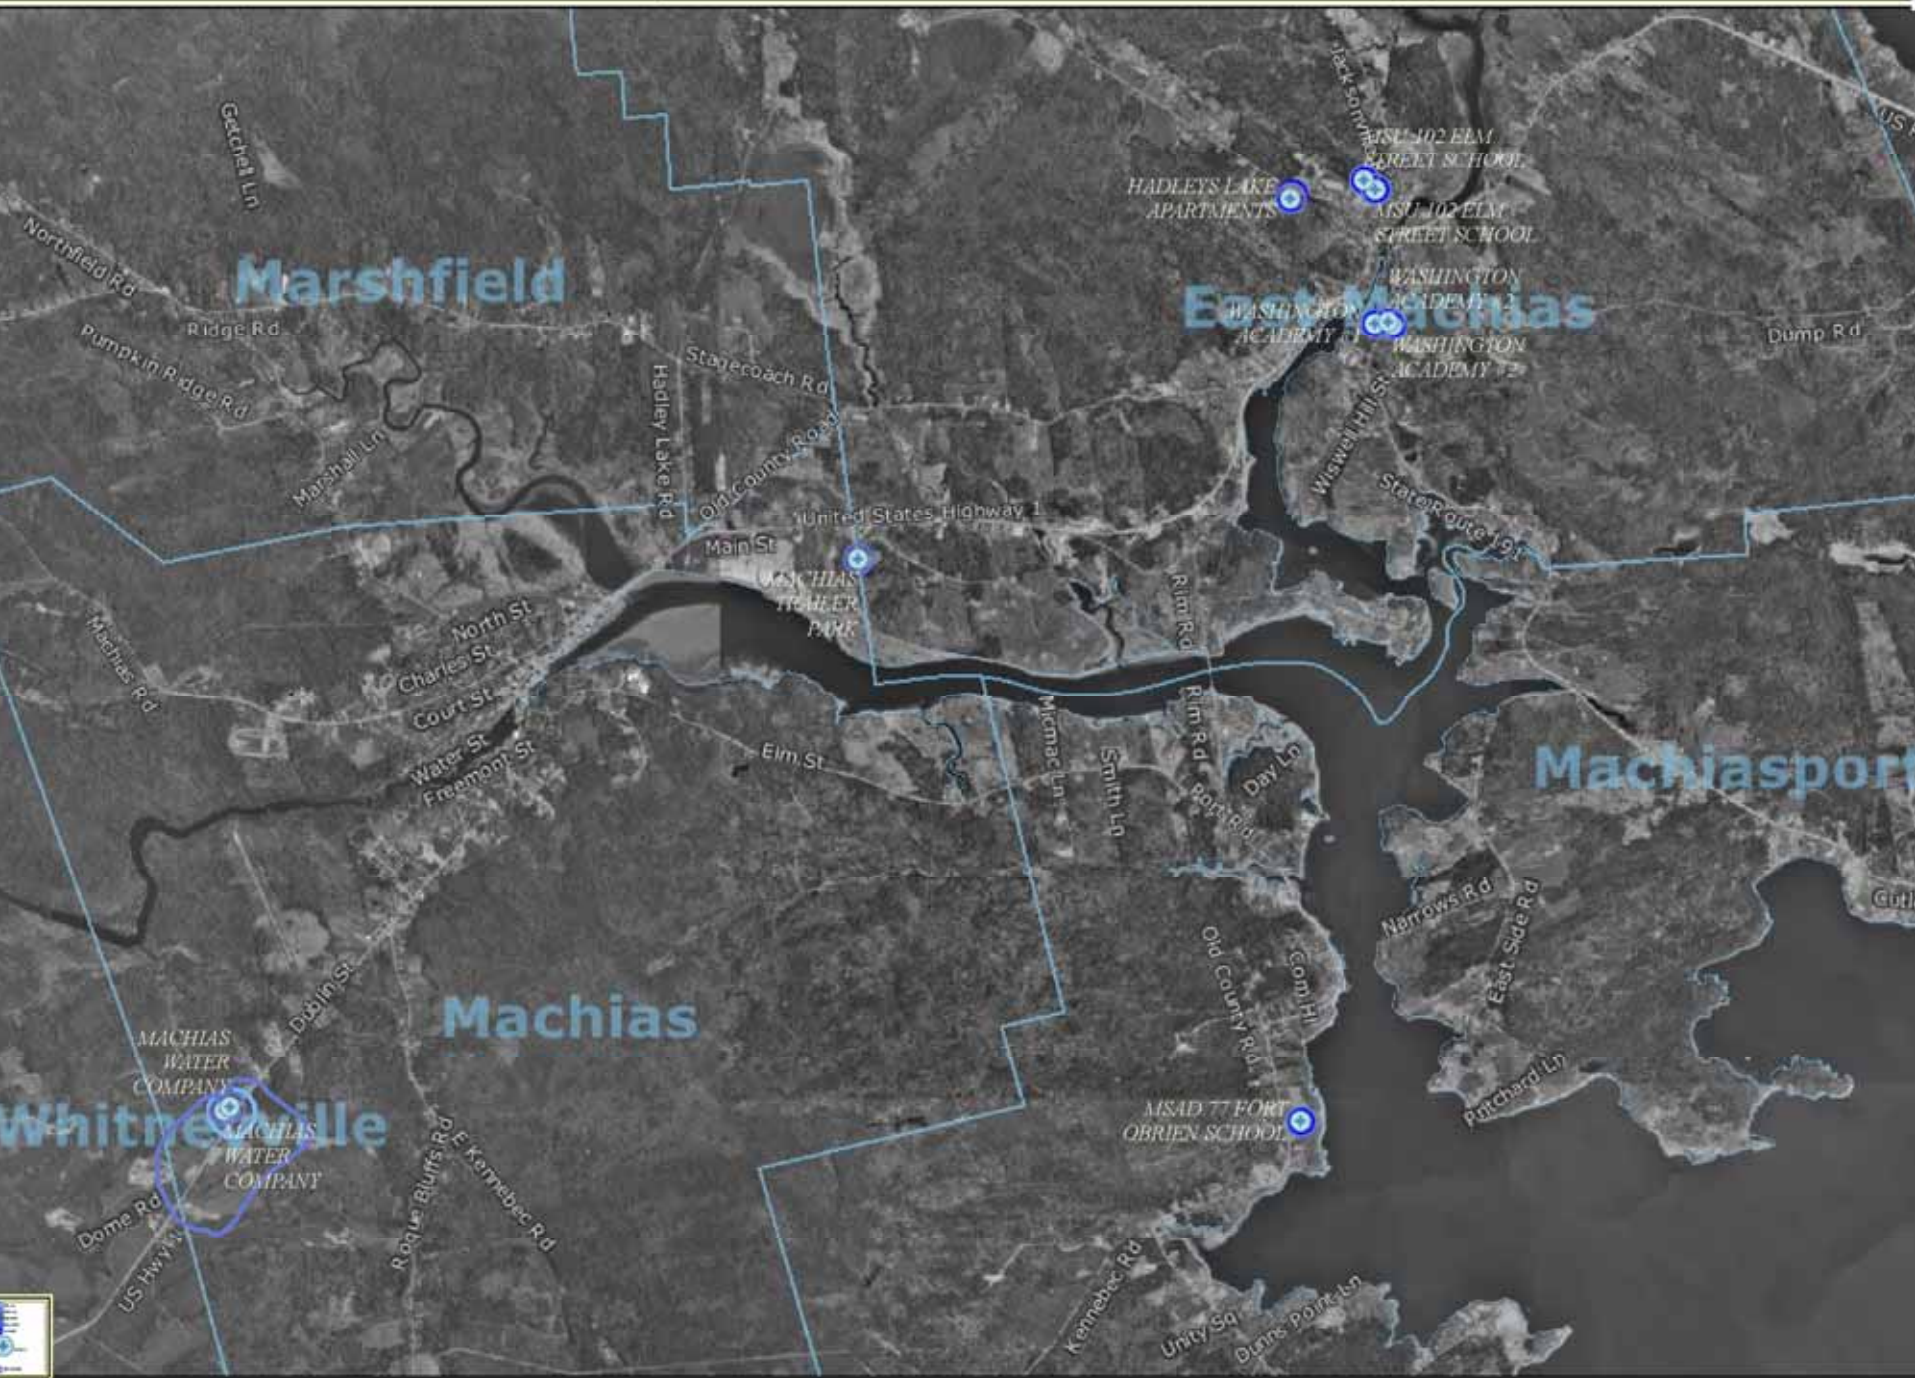 Jacksonville
US R
Getchell Ln
MSU 102 ELM
STREET SCHOOL
HADLEYS LAKE
APARTMENTS
MSU 102 ELM
STREET SCHOOL
Northfield Rd
Marshfield
WASHINGTON
ACADEMY #2
East Machias
WASHINGTON
ACADEMY
Ridge Rd
Dump Rd
WASHINGTON
ACADEMY #2
Pumpkin Ridge Rd
Stagecoach Rd
Hadley Lake Rd
Wiswell Hill St
Marshall Ln
Old County Road
State Route 191
United States Highway 1
Main St
MACHIAS
TRAILER
PARK
Rim Rd
North St
Machias Rd
Charles St
Court St
Micmac Ln
Rim Rd
Water St
Elm St
Smith Ln
Day Ln
Machiasport
Freemont St
Port Rd
Narrows Rd
East Side Rd
Cutl
Old County Rd
Corn Hl
Doblin St
Machias
MACHIAS
WATER
COMPANY
Pritchard Ln
Whitneyville
MACHIAS
WATER
COMPANY
MSAD 77 FORT
OBRIEN SCHOOL
Roque Bluffs Rd
E Kennebec Rd
Dome Rd
US Hwy 1
Kennebec Rd
Unity Sq
Dunns Point Ln